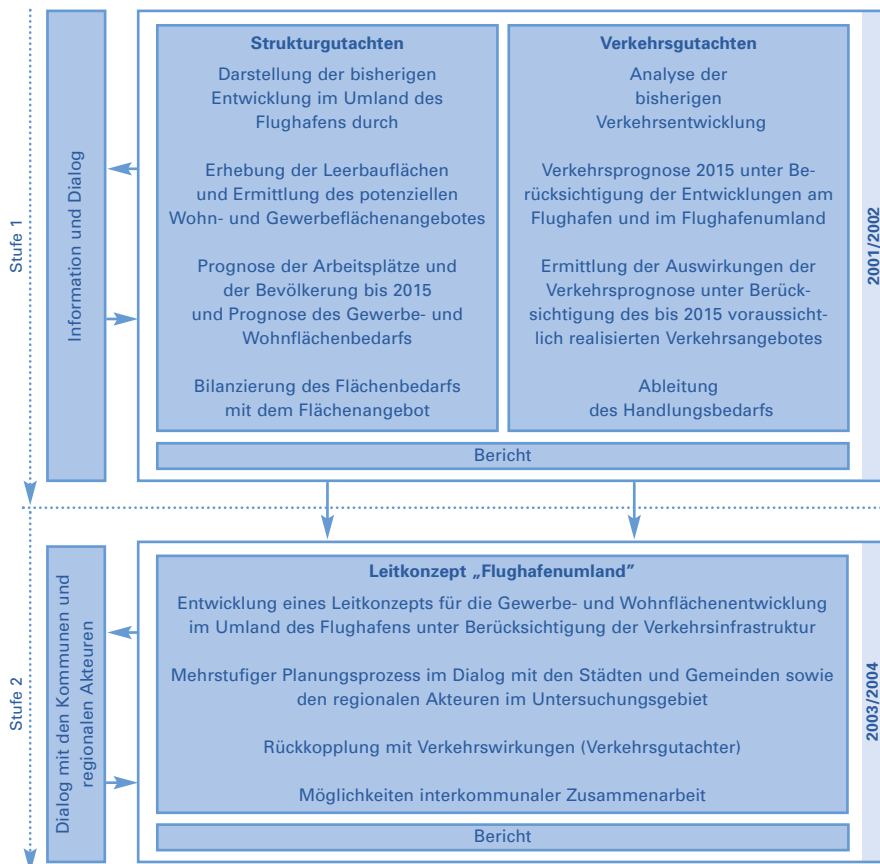 Stufe 1
Information und Dialog
Strukturgutachten
Darstellung der bisherigen
Entwicklung im Umland des
Flughafens durch
Erhebung der Leerbauflächen
und Ermittlung des potenziellen
Wohn- und Gewerbeflächenangebotes
Prognose der Arbeitsplätze und
der Bevölkerung bis 2015
und Prognose des Gewerbe- und
Wohnflächenbedarfs
Bilanzierung des Flächenbedarfs
mit dem Flächenangebot
Verkehrsgutachten
Analyse der
bisherigen
Verkehrsentwicklung
Verkehrsprognose 2015 unter Be-
rücksichtigung der Entwicklungen am
Flughafen und im Flughafenumland
Ermittlung der Auswirkungen der
Verkehrsprognose unter Berück-
sichtigung des bis 2015 voraussicht-
lich realisierten Verkehrsangebotes
Ableitung
des Handlungsbedarfs
Bericht
2001/2002
Stufe 2
Dialog mit den Kommunen und
regionalen Akteuren
Leitkonzept „Flughafenumland”
Entwicklung eines Leitkonzepts für die Gewerbe- und Wohnflächenentwicklung
im Umland des Flughafens unter Berücksichtigung der Verkehrsinfrastruktur
Mehrstufiger Planungsprozess im Dialog mit den Städten und Gemeinden sowie
den regionalen Akteuren im Untersuchungsgebiet
Rückkopplung mit Verkehrswirkungen (Verkehrsgutachter)
Möglichkeiten interkommunaler Zusammenarbeit
Bericht
2003/2004